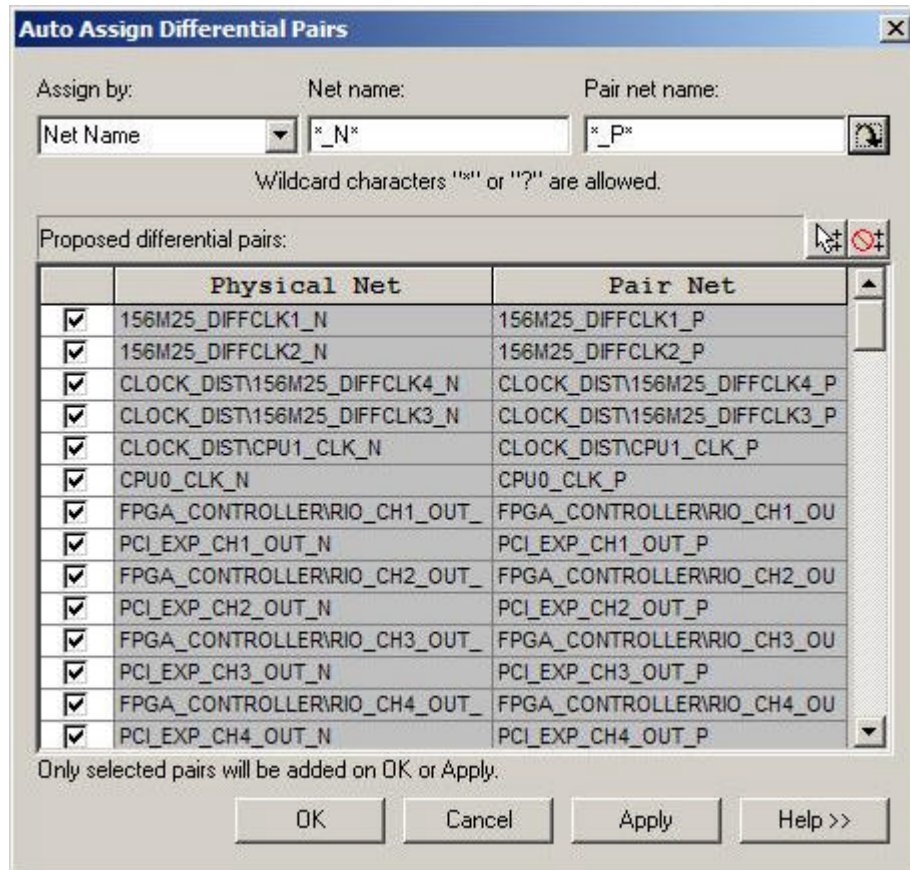 Auto Assign Differential Pairs
Assign by: Net name: Pair net name:
Net Name *_N* *_P*
Wildcard characters "*" or "?" are allowed.
Proposed differential pairs:
Physical Net Pair Net
156M25_DIFFCLK1_N 156M25_DIFFCLK1_P
156M25_DIFFCLK2_N 156M25_DIFFCLK2_P
CLOCK_DIST\156M25_DIFFCLK4_N CLOCK_DIST\156M25_DIFFCLK4_P
CLOCK_DIST\156M25_DIFFCLK3_N CLOCK_DIST\156M25_DIFFCLK3_P
CLOCK_DIST\CPU1_CLK_N CLOCK_DIST\CPU1_CLK_P
CPU0_CLK_N CPU0_CLK_P
FPGA_CONTROLLER\RIO_CH1_OUT_ FPGA_CONTROLLER\RIO_CH1_OU
PCI_EXP_CH1_OUT_N PCI_EXP_CH1_OUT_P
FPGA_CONTROLLER\RIO_CH2_OUT_ FPGA_CONTROLLER\RIO_CH2_OU
PCI_EXP_CH2_OUT_N PCI_EXP_CH2_OUT_P
FPGA_CONTROLLER\RIO_CH3_OUT_ FPGA_CONTROLLER\RIO_CH3_OU
PCI_EXP_CH3_OUT_N PCI_EXP_CH3_OUT_P
FPGA_CONTROLLER\RIO_CH4_OUT_ FPGA_CONTROLLER\RIO_CH4_OU
PCI_EXP_CH4_OUT_N PCI_EXP_CH4_OUT_P
Only selected pairs will be added on OK or Apply.
OK Cancel Apply Help >>